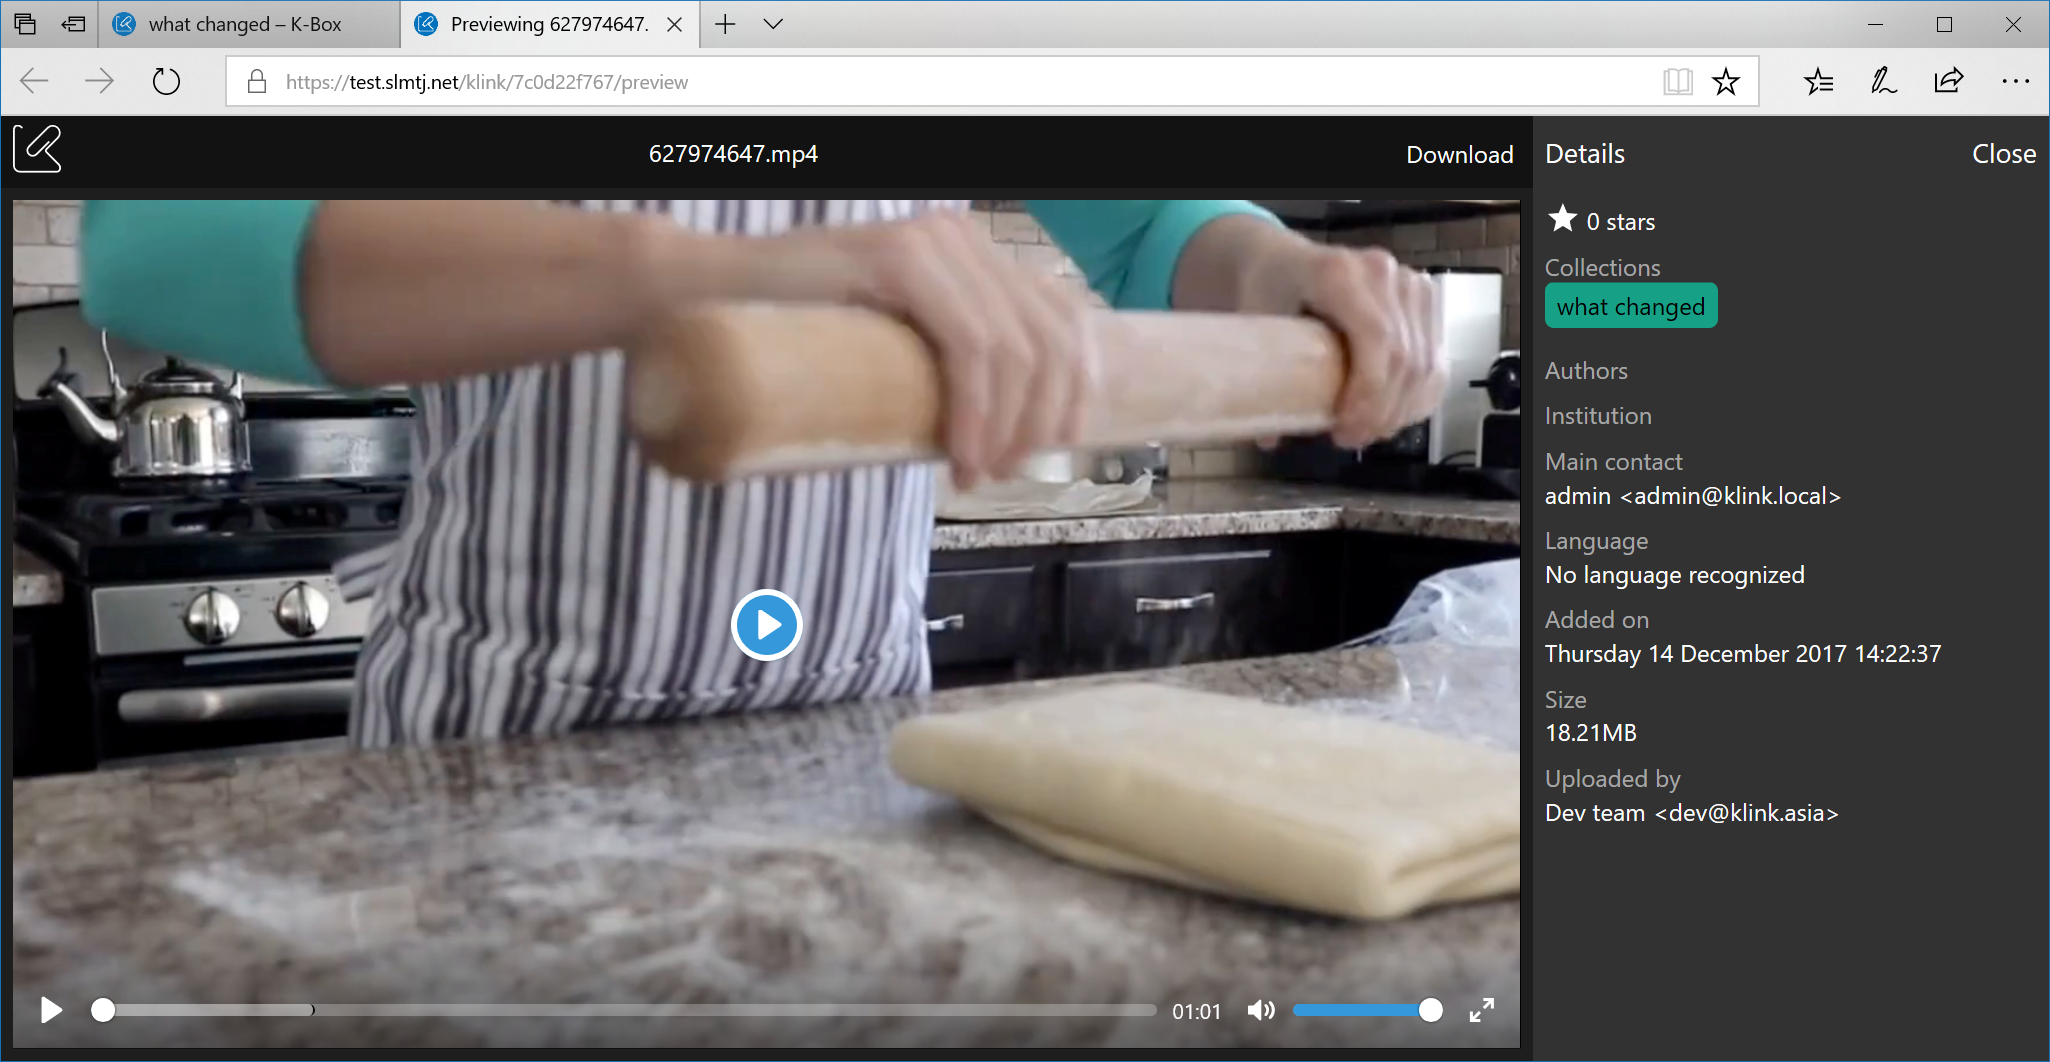 what changed – K-Box
Previewing 627974647.
https://test.slmtj.net/klink/7c0d22f767/preview
627974647.mp4
Download
Details
Close
0 stars
Collections
what changed
Authors
Institution
Main contact
admin <admin@klink.local>
Language
No language recognized
Added on
Thursday 14 December 2017 14:22:37
Size
18.21MB
Uploaded by
Dev team <dev@klink.asia>
01:01